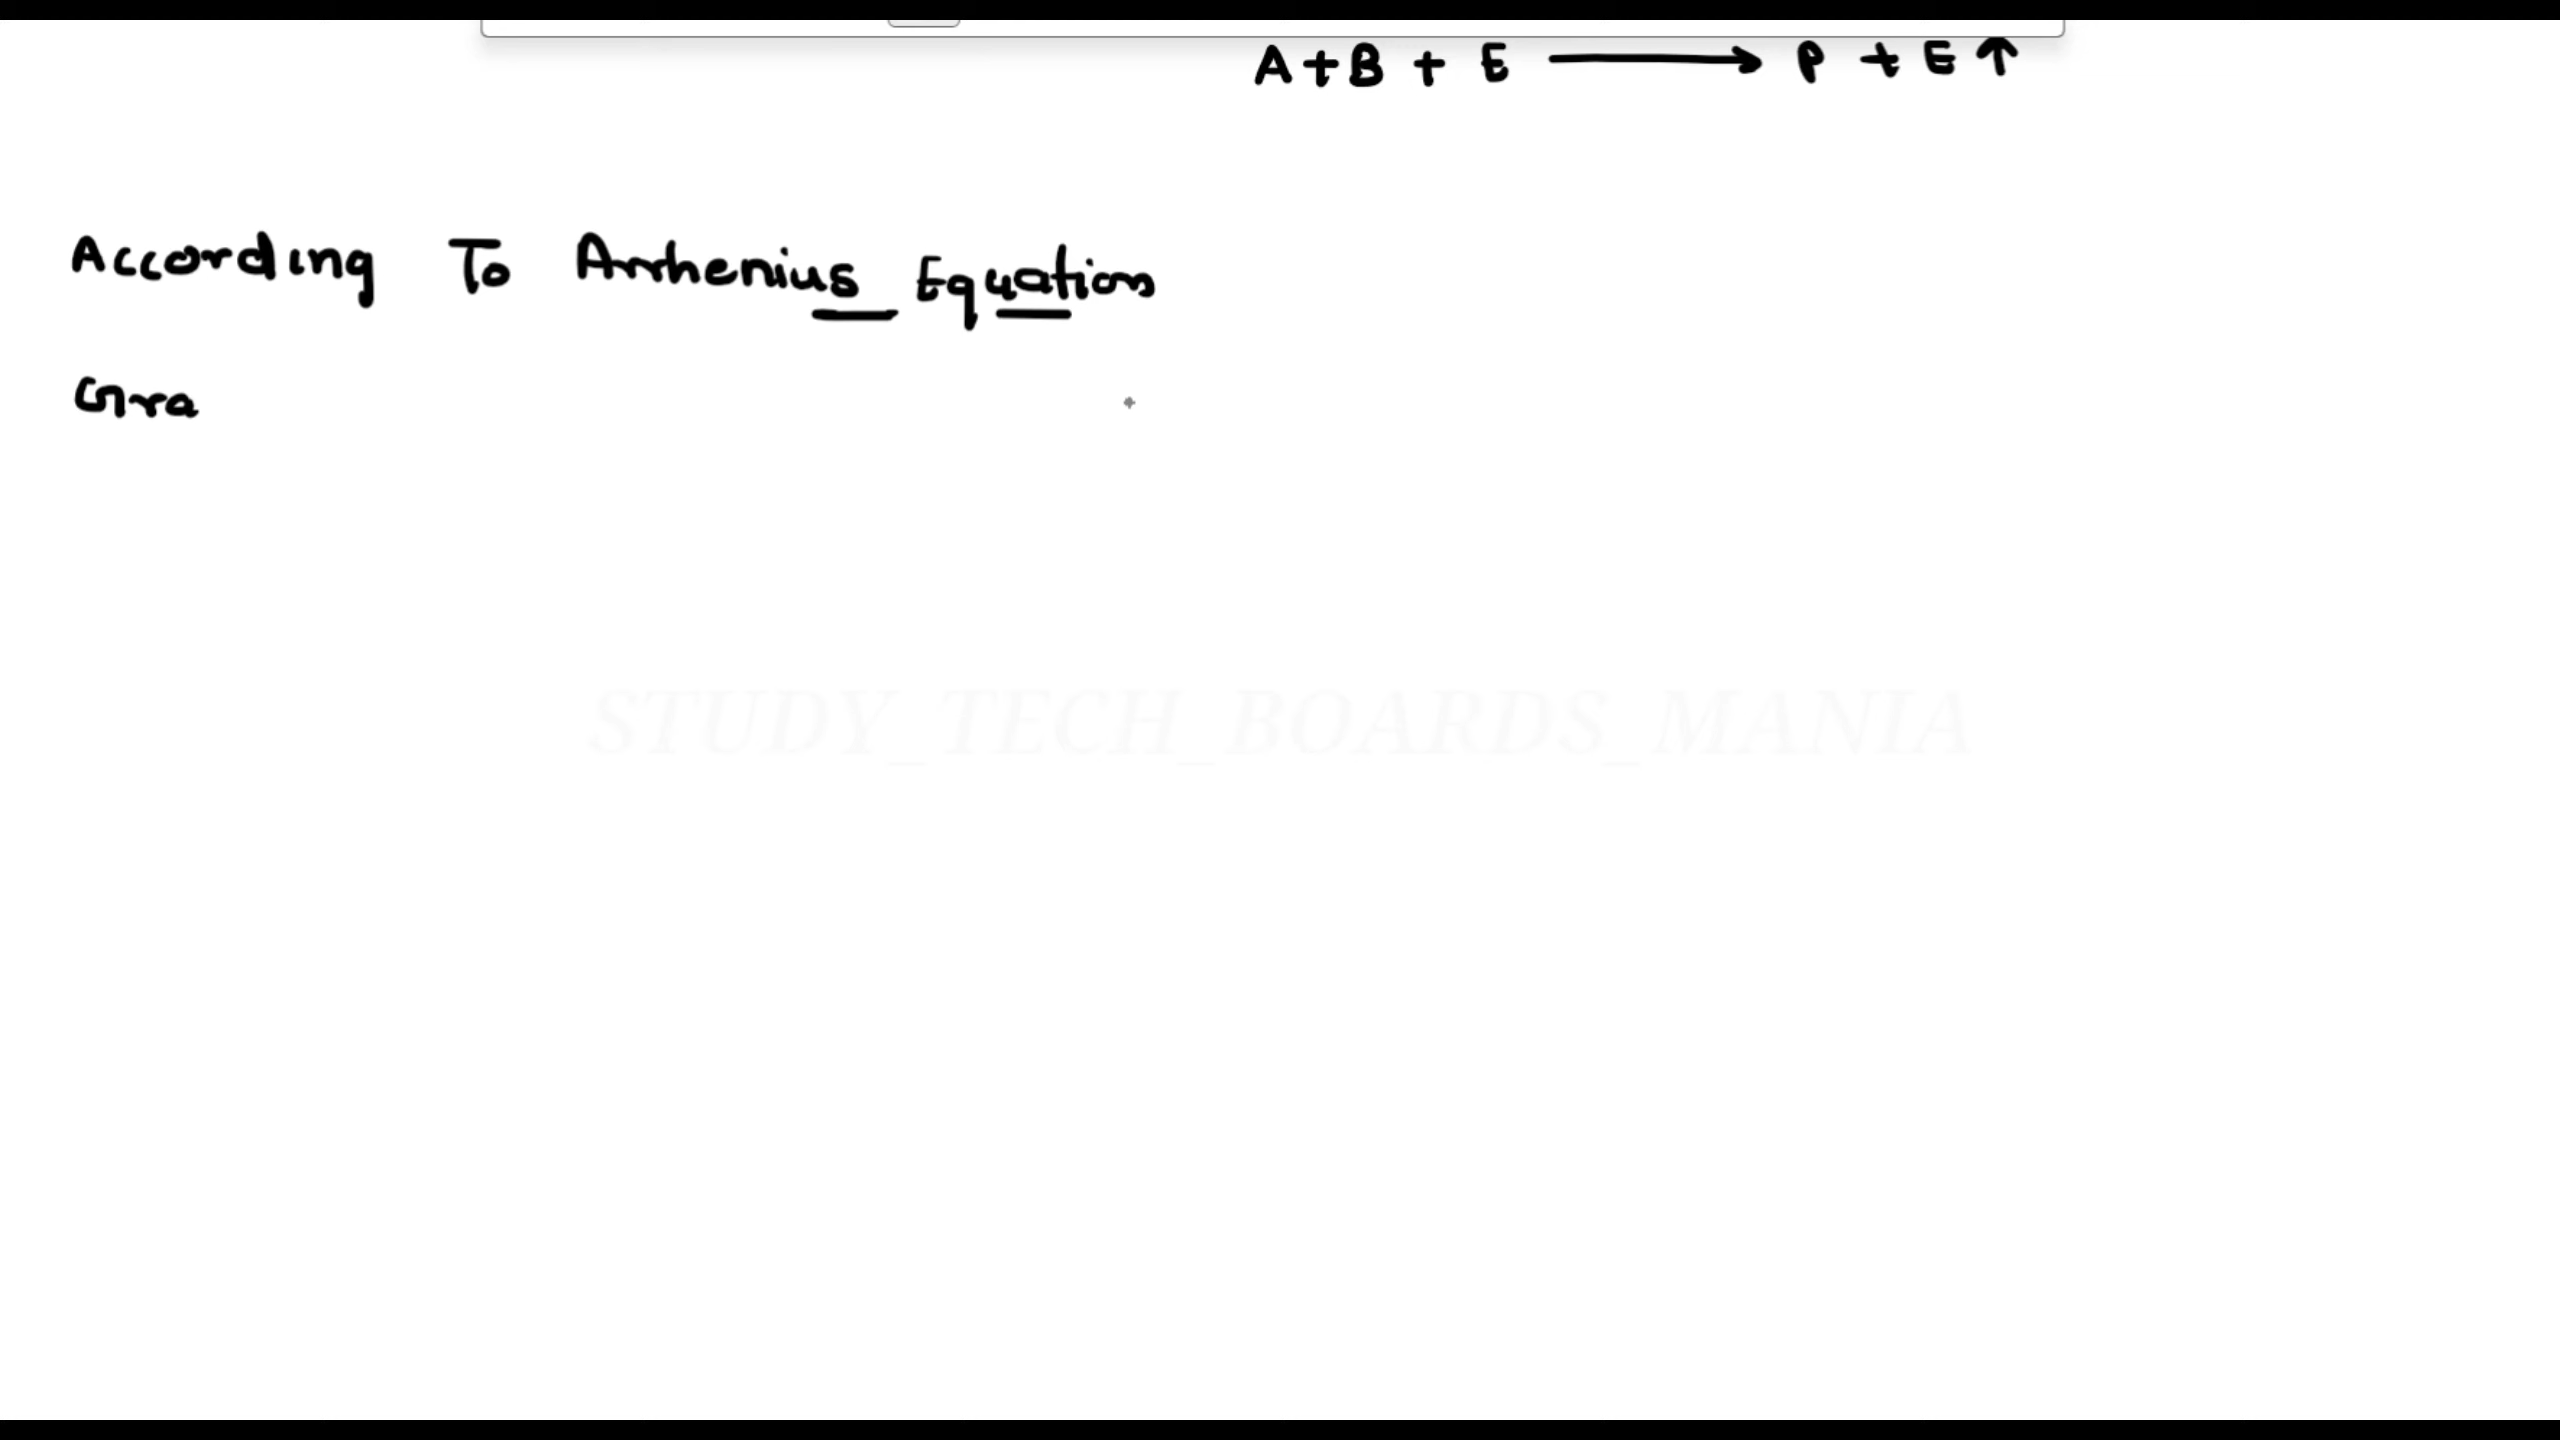 A + B + E ⟶ P + E ↑
According To Arrhenius Equation
Gra
STUDY_TECH_BOARDS_MANIA